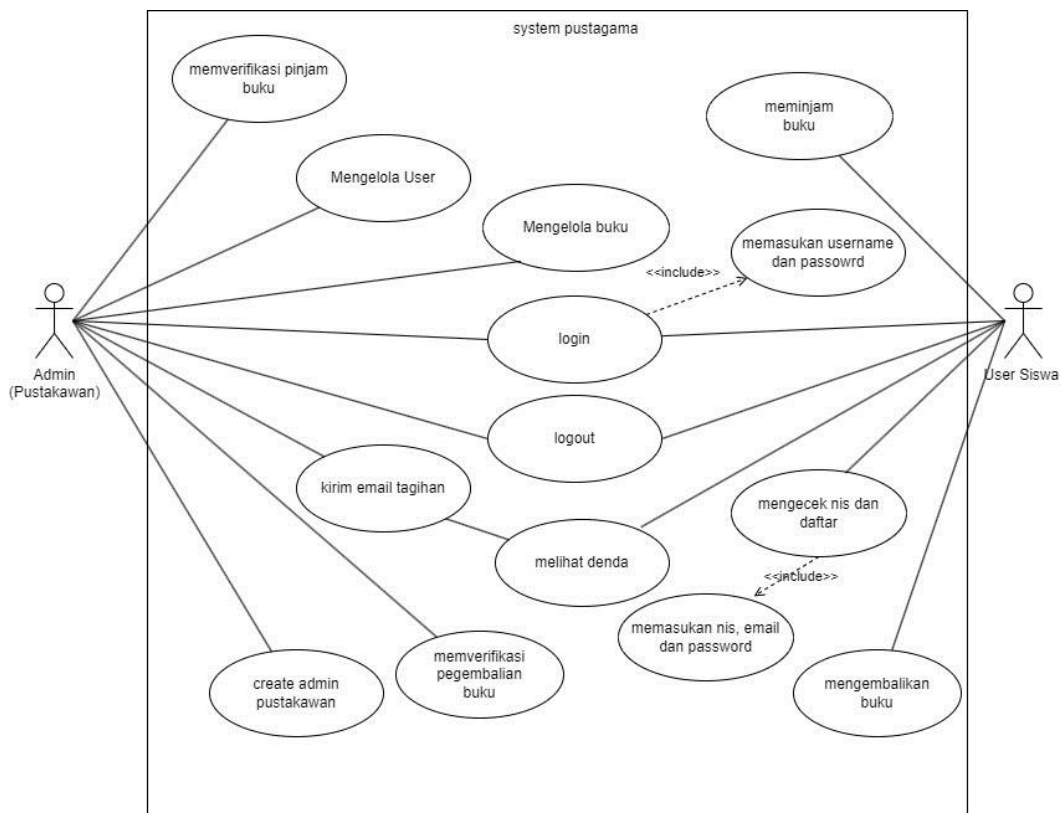 system pustagama
memverifikasi pinjam
buku
meminjam
buku
Mengelola User
Mengelola buku
memasukan username
dan passowrd
<<include>>
login
Admin
(Pustakawan)
User Siswa
logout
kirim email tagihan
mengecek nis dan
daftar
melihat denda
<<include>>
memasukan nis, email
dan password
memverifikasi
pegembalian
buku
create admin
pustakawan
mengembalikan
buku